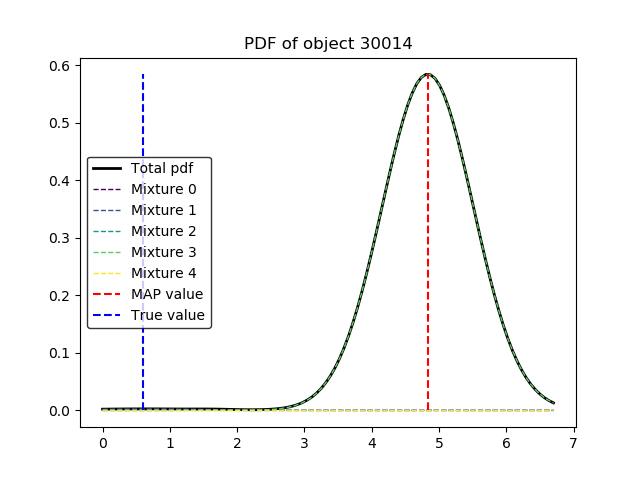 PDF of object 30014
0.6
0.5
0.4
0.3
0.2
0.1
0.0
Total pdf
Mixture 0
Mixture 1
Mixture 2
Mixture 3
Mixture 4
MAP value
True value
0 1 2 3 4 5 6 7